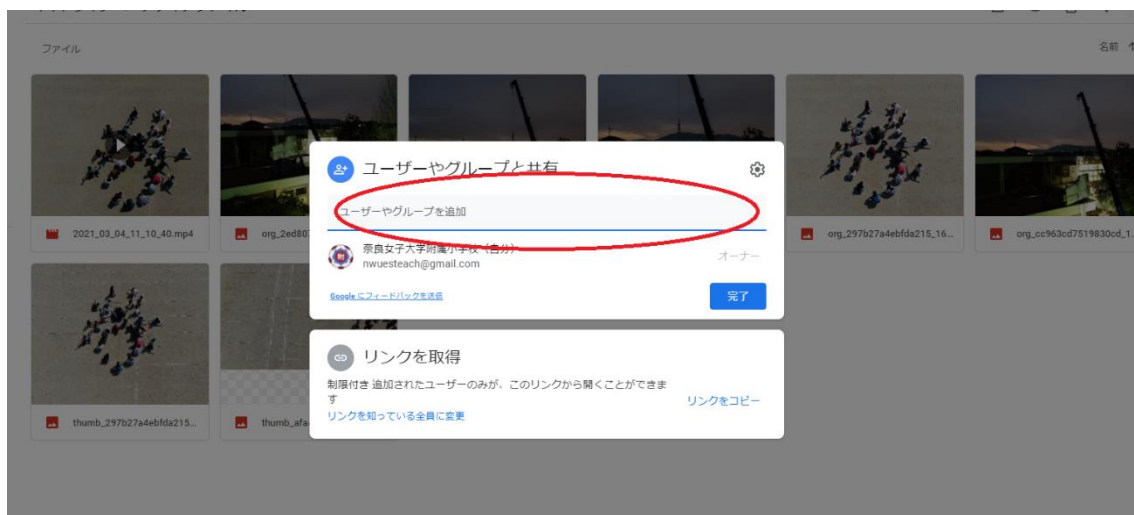 ファイル
名前
ユーザーやグループと共有
ユーザーやグループを追加
奈良女子大学附属小学校（自分）
nwuesteach@gmail.com
オーナー
Google にフィードバックを送信
完了
2021_03_04_11_10_40.mp4
org_2ed80
org_297b27a4ebfda215_16...
org_cc963cd7519830cd_1...
リンクを取得
制限付き 追加されたユーザーのみが、このリンクから開くことができま
す
リンクをコピー
リンクを知っている全員に変更
thumb_297b27a4ebfda215...
thumb_afa